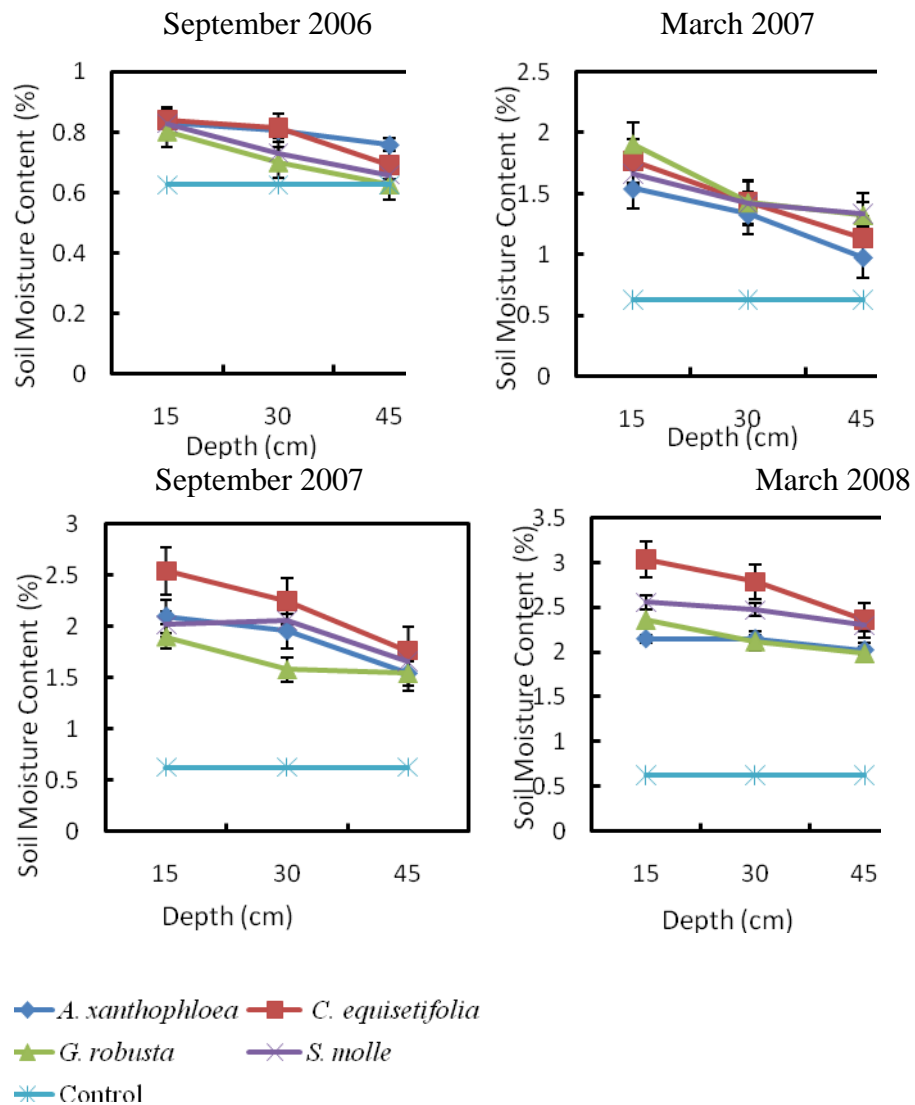 September 2006
March 2007
Soil Moisture Content (%)
1
0.8
0.6
0.4
0.2
0
15 30 45
Depth (cm)
Soil Moisture Content (%)
2.5
2
1.5
1
0.5
0
15 30 45
Depth (cm)
September 2007
March 2008
Soil Moisture Content (%)
3
2.5
2
1.5
1
0.5
0
15 30 45
Depth (cm)
Soil Moisture Content (%)
3.5
3
2.5
2
1.5
1
0.5
0
15 30 45
Depth (cm)
A. xanthophloea C. equisetifolia
G. robusta S. molle
Control